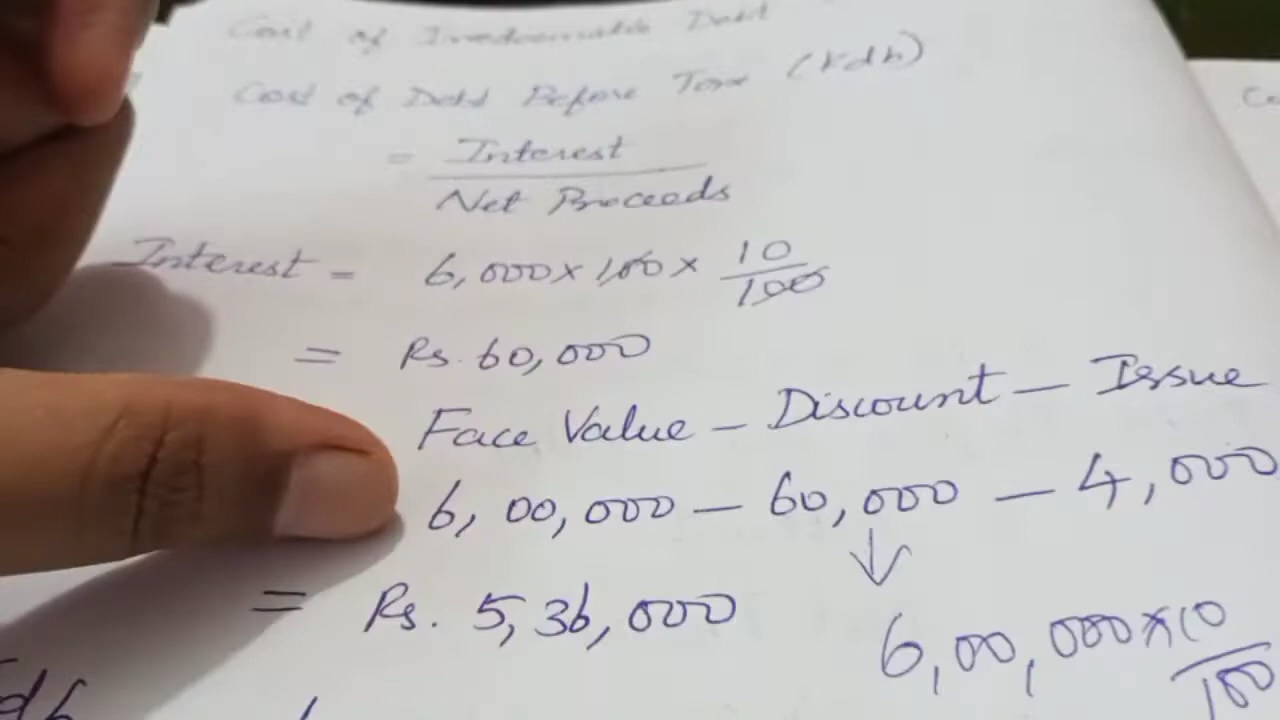 Cost of Irredeemable Debt
Cost of Debt Before Tax (Kdb)
= Interest / Net Proceeds
Interest = 6,000 × 100 × 10/100
= Rs. 60,000
Face Value - Discount - Issue
6,00,000 - 60,000 - 4,000
↓
= Rs. 5,36,000
6,00,000 × 10/100